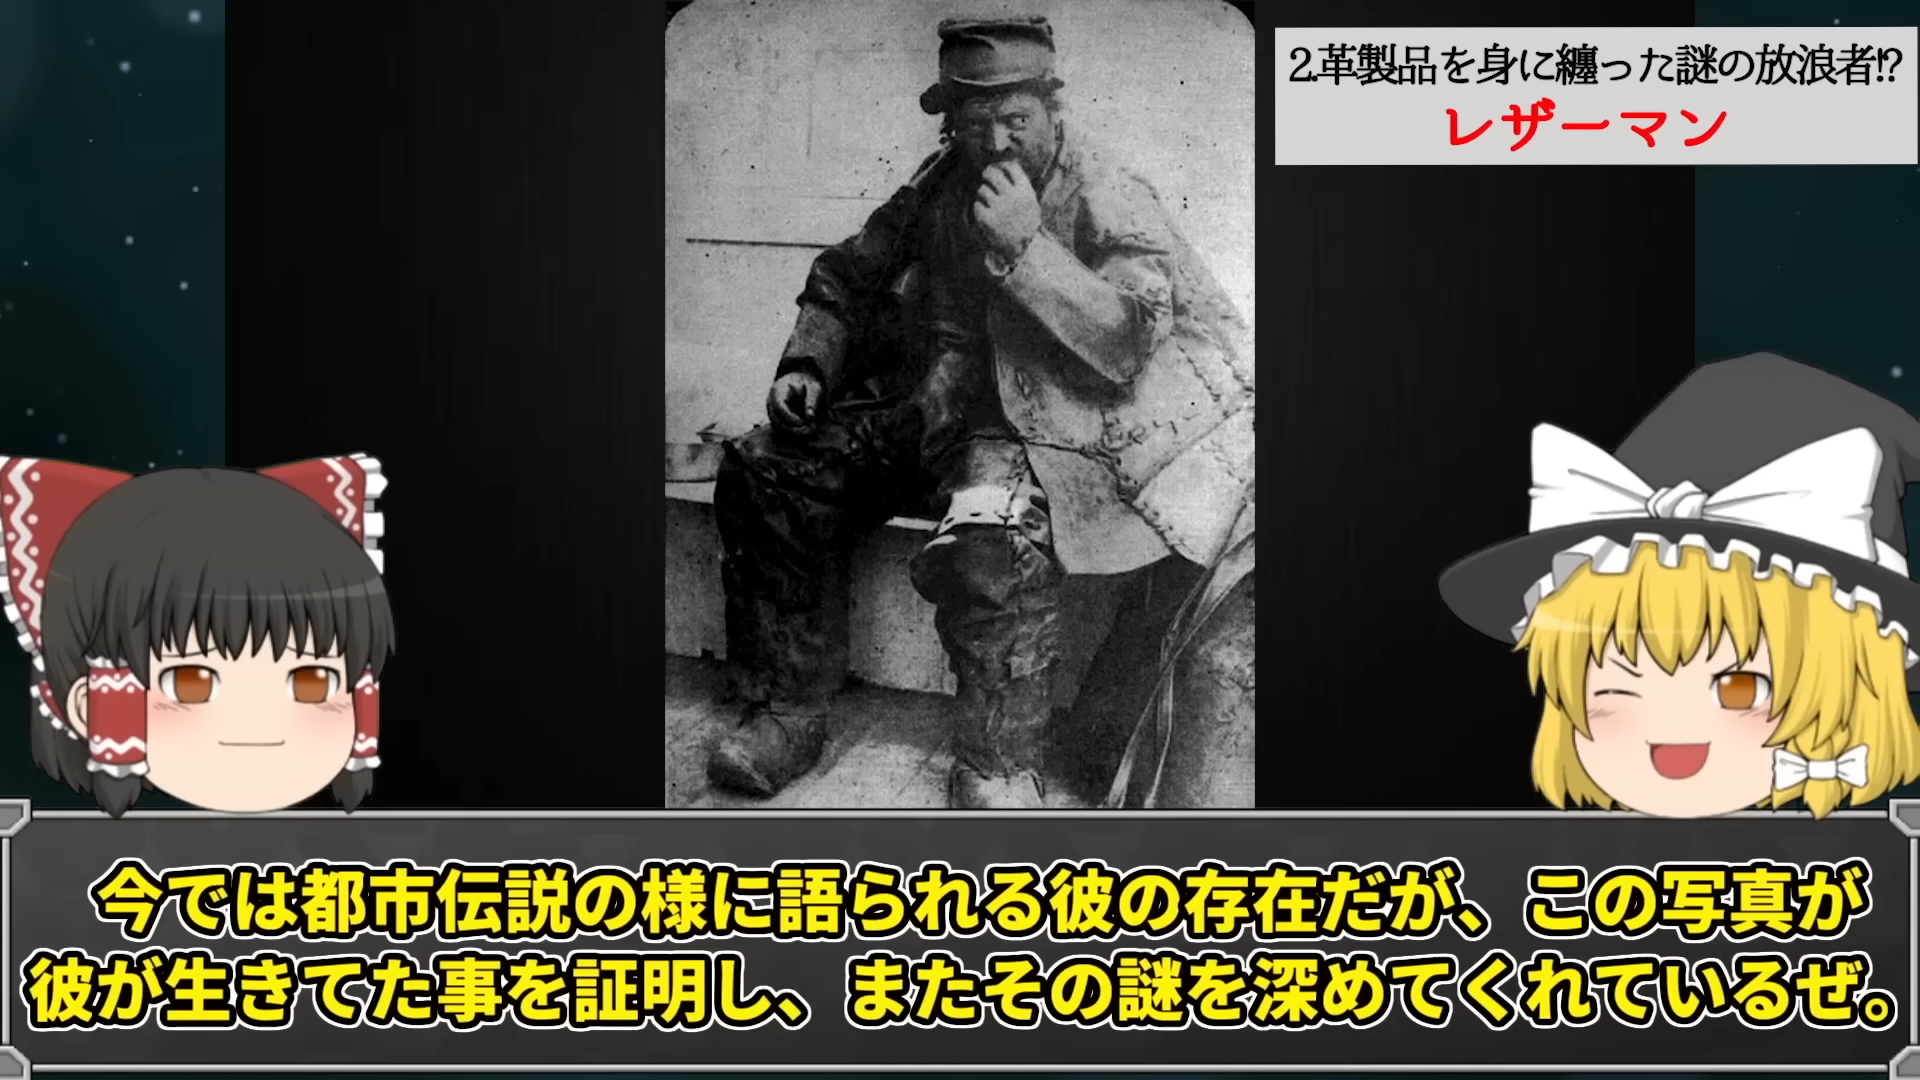 2.革製品を身に纏った謎の放浪者!?
レザーマン
今では都市伝説の様に語られる彼の存在だが、この写真が
彼が生きてた事を証明し、またその謎を深めてくれているぜ。